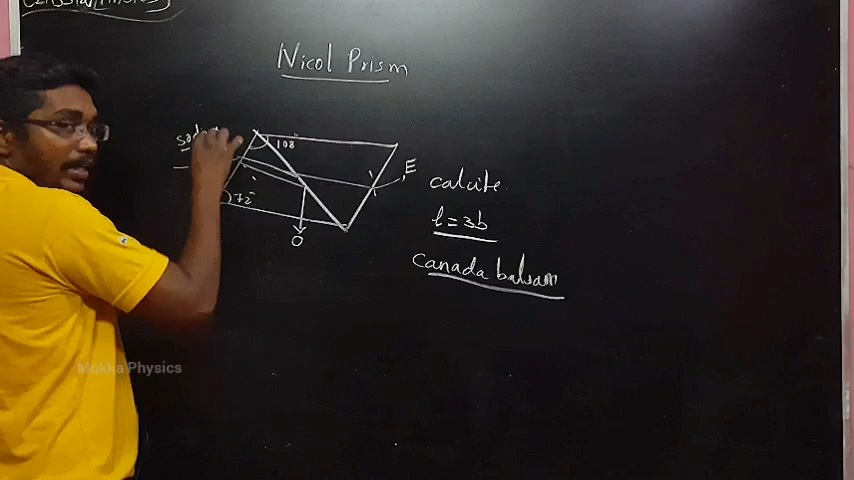 Nicol Prism
108
72°
E
O
calcite
l = 3b
Canada balsam
Mokka Physics